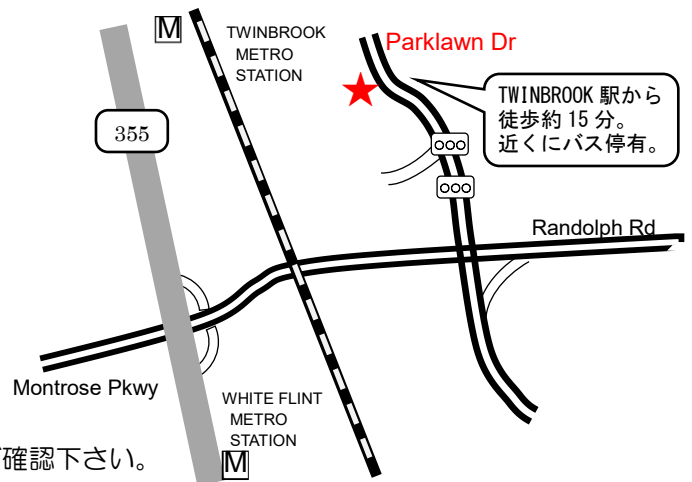 M
TWINBROOK
METRO
STATION
Parklawn Dr
TWINBROOK 駅から
徒歩約 15 分。
近くにバス停有。
355
Randolph Rd
Montrose Pkwy
WHITE FLINT
METRO
STATION
M
確認下さい。